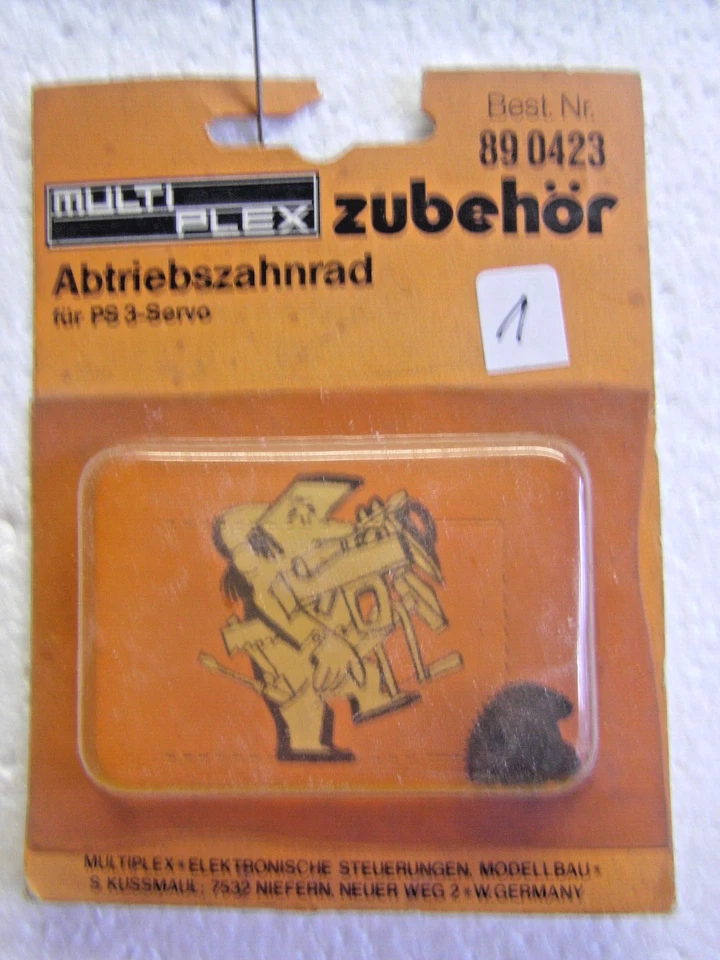 Best. Nr.
89 0423
MULTI
PLEX
zubehör
Abtriebszahnrad
für PS 3-Servo
1
MULTIPLEX * ELEKTRONISCHE STEUERUNGEN, MODELLBAU *
S. KUSSMAUL; 7532 NIEFERN, NEUER WEG 2 * W.GERMANY